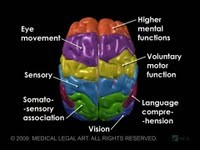 Higher
mental
functions
Eye
movement
Voluntary
motor
function
Sensory
Somato-
sensory
association
Language
compre-
-hension
Vision
© 2009. MEDICAL LEGAL ART. ALL RIGHTS RESERVED.